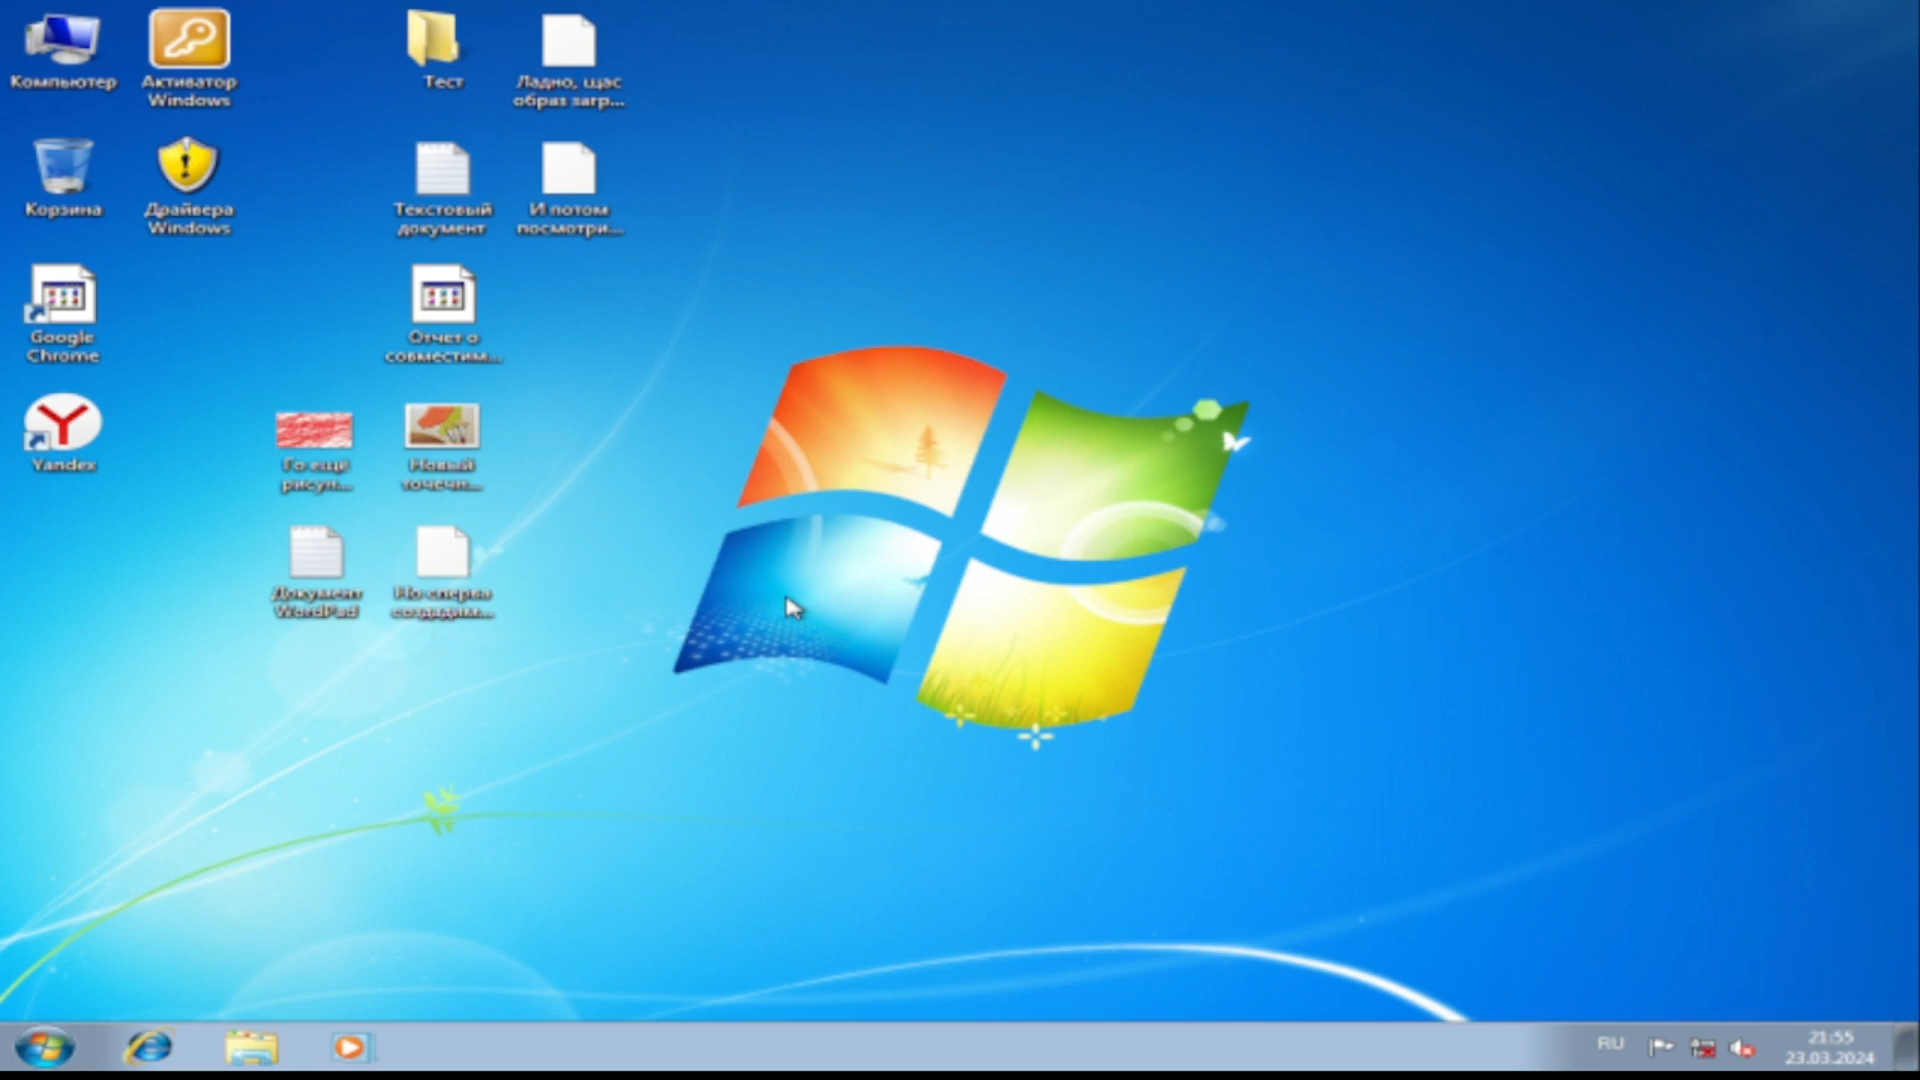 Компьютер
Активатор
Windows
Тест
Ладно, щас
образ загр...
Корзина
Драйвера
Windows
Текстовый
документ
И потом
посмотри...
Google
Chrome
Отчет о
совместим...
Yandex
Го ещё
рисун...
Новый
точечн...
Документ
WordPad
Но сперва
создадим...
RU
21:55
23.03.2024